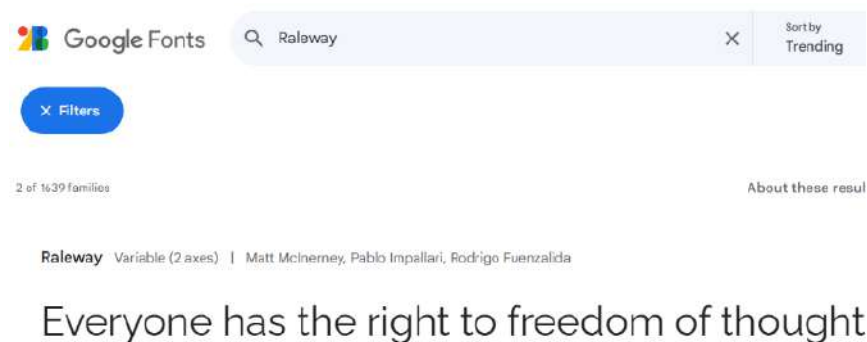 Google Fonts
Raleway
Sort by
Trending
X Filters
2 of 1639 families
About these resul
Raleway Variable (2 axes) | Matt McInerney, Pablo Impallari, Rodrigo Fuenzalida
Everyone has the right to freedom of thought